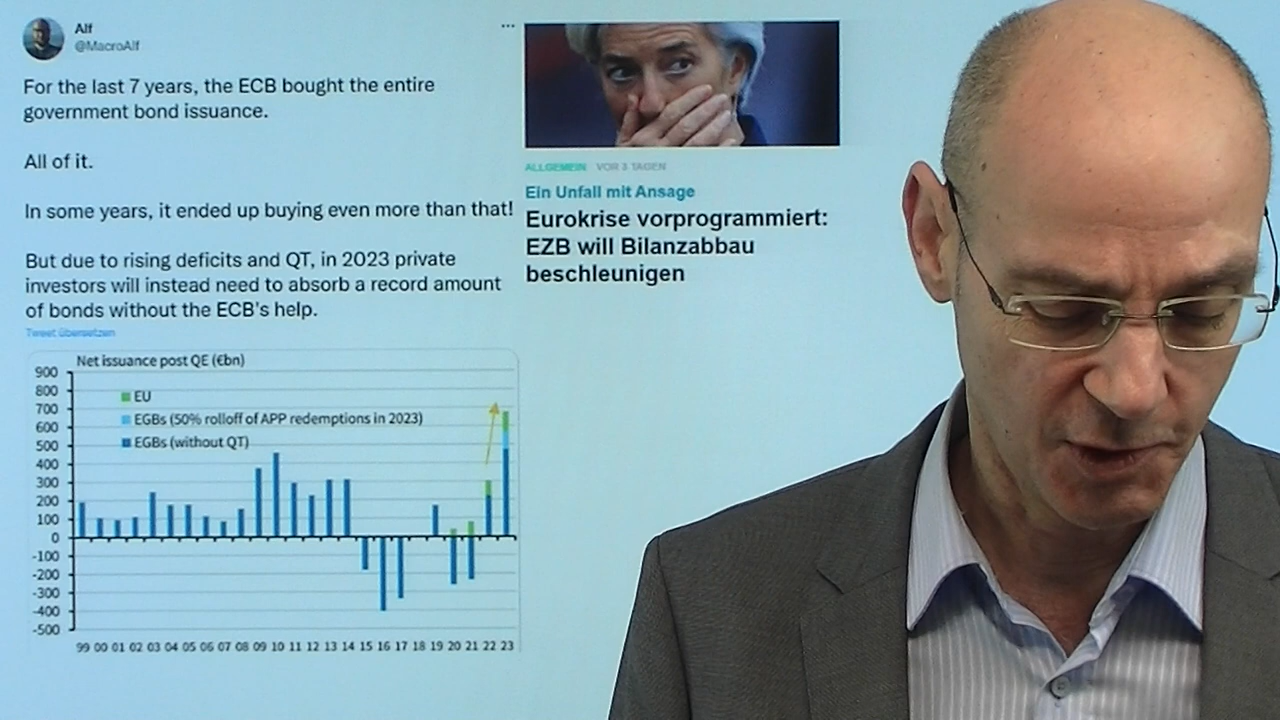 Alf
@MacroAlf
...
For the last 7 years, the ECB bought the entire
government bond issuance.
All of it.
In some years, it ended up buying even more than that!
But due to rising deficits and QT, in 2023 private
investors will instead need to absorb a record amount
of bonds without the ECB's help.
Tweet übersetzen
Net issuance post QE (€bn)
900
800
700
600
500
400
300
200
100
0
-100
-200
-300
-400
-500
EU
EGBs (50% rolloff of APP redemptions in 2023)
EGBs (without QT)
99 00 01 02 03 04 05 06 07 08 09 10 11 12 13 14 15 16 17 18 19 20 21 22 23
ALLGEMEIN VOR 3 TAGEN
Ein Unfall mit Ansage
Eurokrise vorprogrammiert:
EZB will Bilanzabbau
beschleunigen